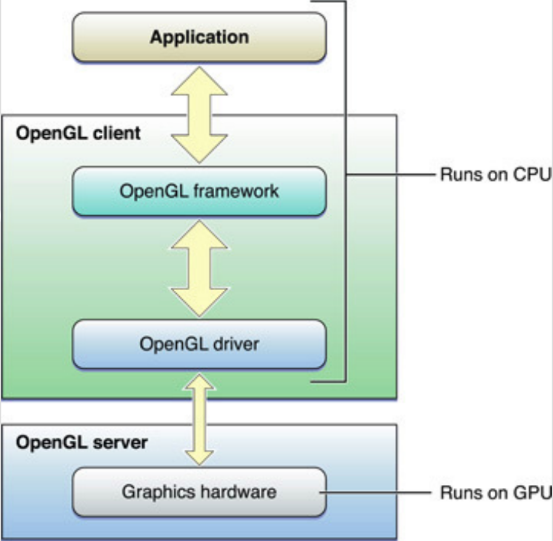 Application
OpenGL client
OpenGL framework
Runs on CPU
OpenGL driver
OpenGL server
Graphics hardware
Runs on GPU